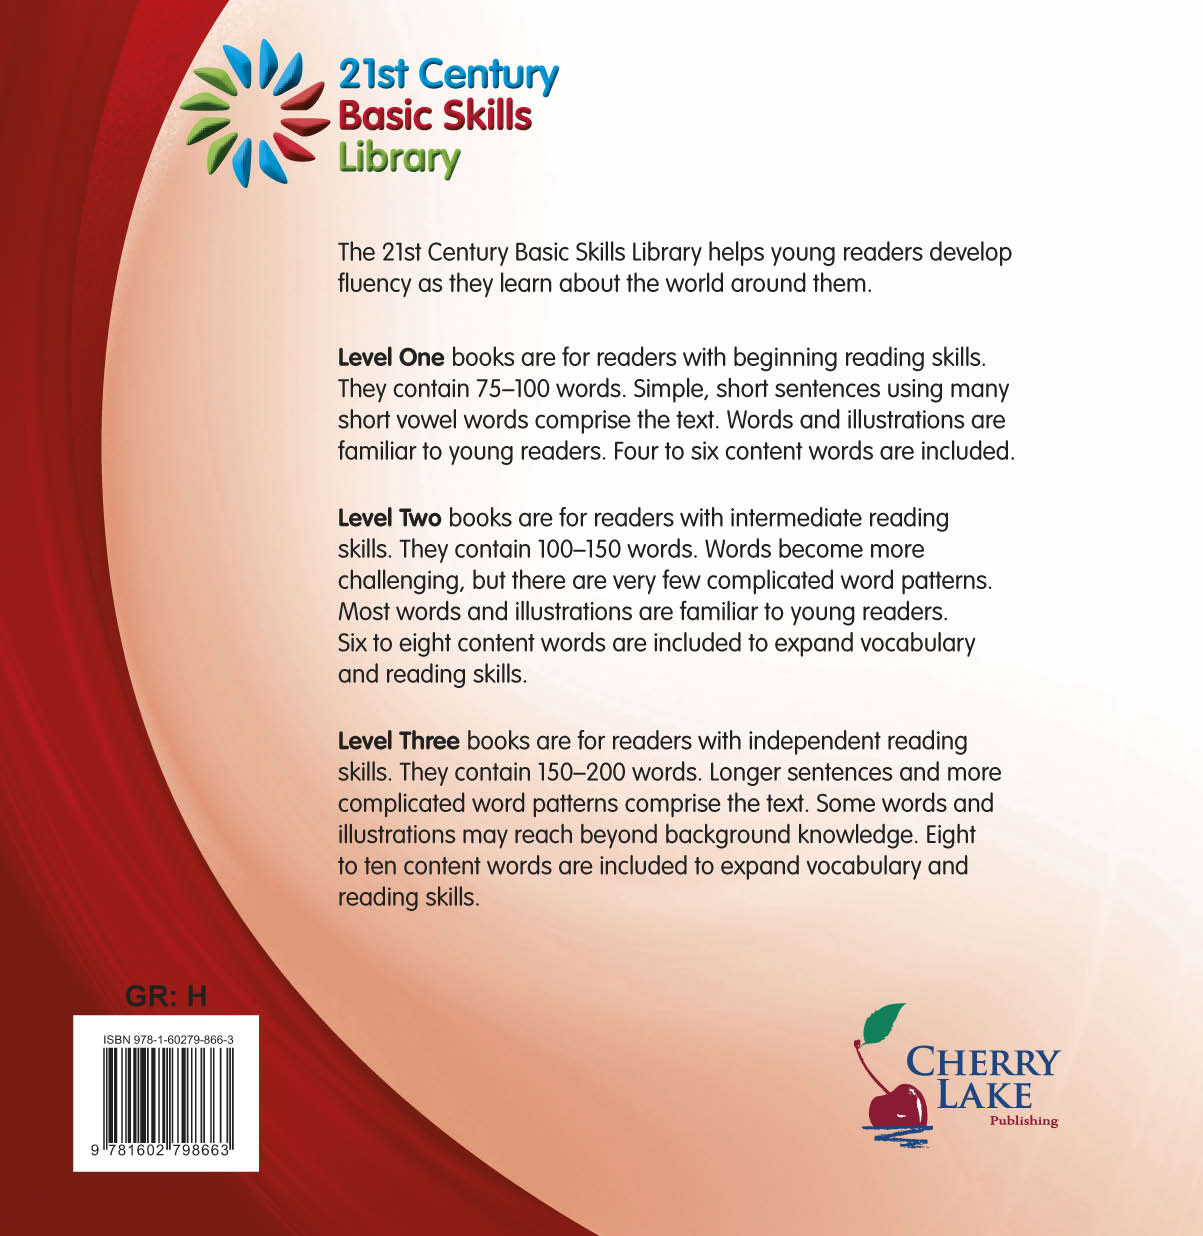 21st Century
Basic Skills
Library
The 21st Century Basic Skills Library helps young readers develop
fluency as they learn about the world around them.
Level One books are for readers with beginning reading skills.
They contain 75–100 words. Simple, short sentences using many
short vowel words comprise the text. Words and illustrations are
familiar to young readers. Four to six content words are included.
Level Two books are for readers with intermediate reading
skills. They contain 100–150 words. Words become more
challenging, but there are very few complicated word patterns.
Most words and illustrations are familiar to young readers.
Six to eight content words are included to expand vocabulary
and reading skills.
Level Three books are for readers with independent reading
skills. They contain 150–200 words. Longer sentences and more
complicated word patterns comprise the text. Some words and
illustrations may reach beyond background knowledge. Eight
to ten content words are included to expand vocabulary and
reading skills.
GR: H
ISBN 978-1-60279-866-3
9 781602 798663
CHERRY
LAKE
Publishing